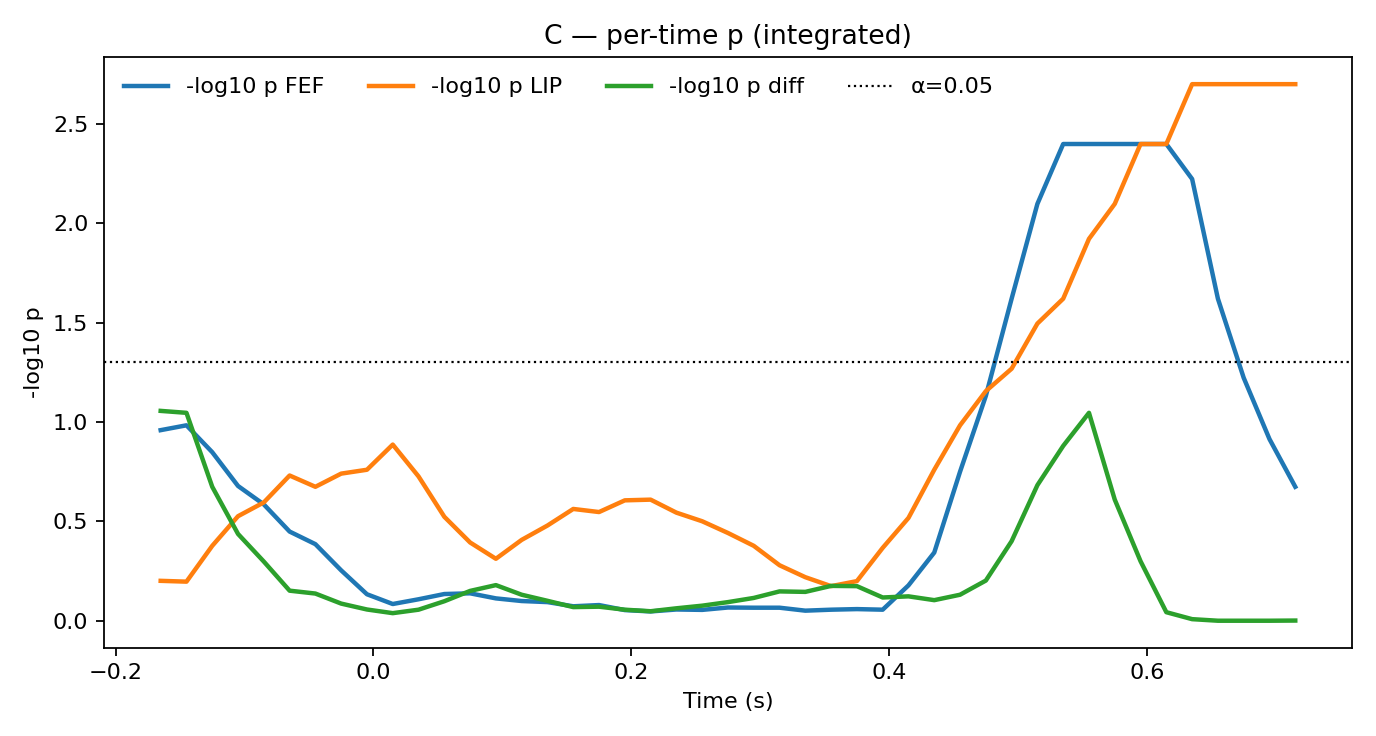 C — per-time p (integrated)
-log10 p FEF -log10 p LIP -log10 p diff α=0.05
-log10 p
2.5
2.0
1.5
1.0
0.5
0.0
−0.2 0.0 0.2 0.4 0.6
Time (s)